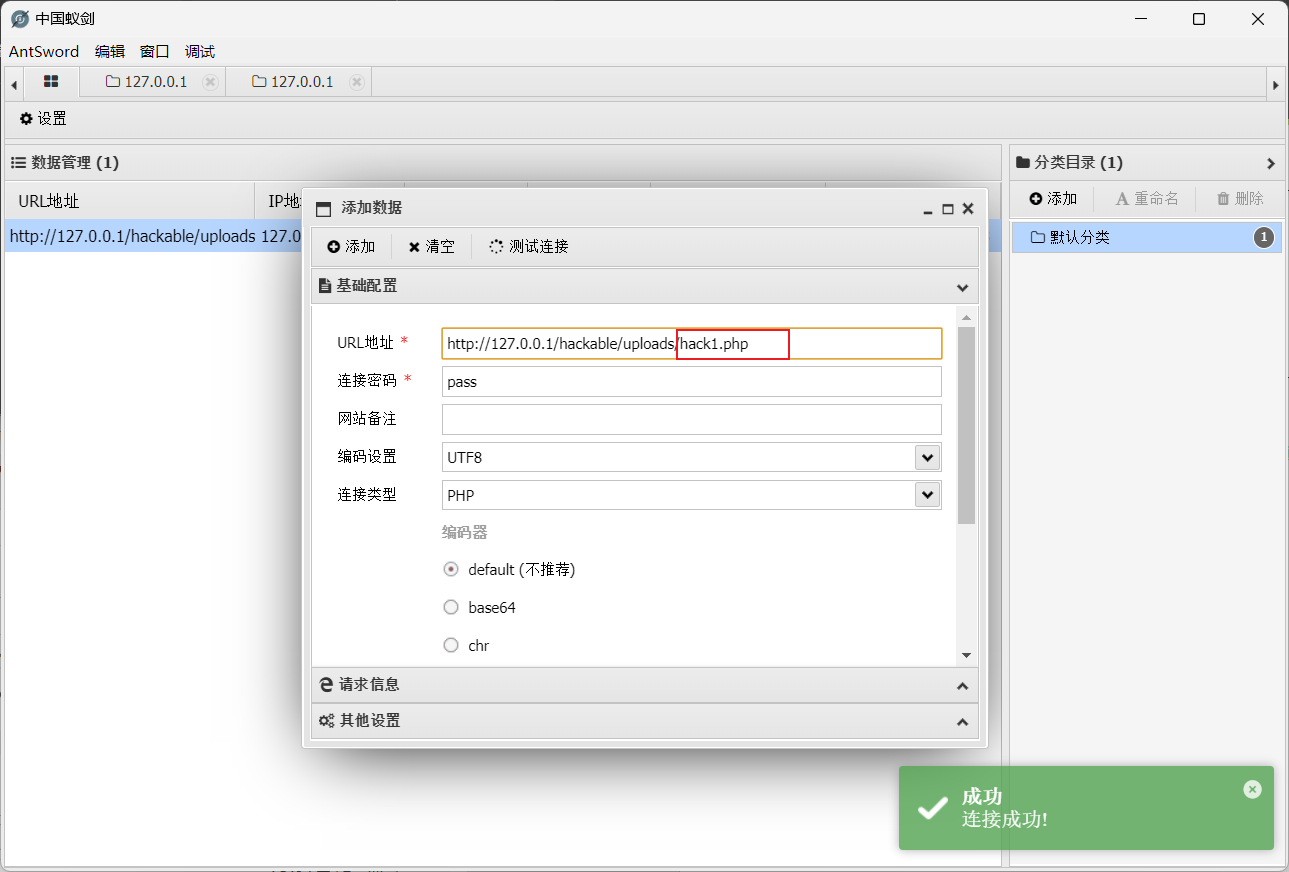 中国蚁剑
AntSword 编辑 窗口 调试
127.0.0.1 127.0.0.1
设置
数据管理 (1)
分类目录 (1)
URL地址 IP地
添加 重命名 删除
http://127.0.0.1/hackable/uploads 127.0
默认分类 1
添加数据
添加 清空 测试连接
基础配置
URL地址 * http://127.0.0.1/hackable/uploads/hack1.php
连接密码 * pass
网站备注
编码设置 UTF8
连接类型 PHP
编码器
default (不推荐)
base64
chr
请求信息
其他设置
成功
连接成功!